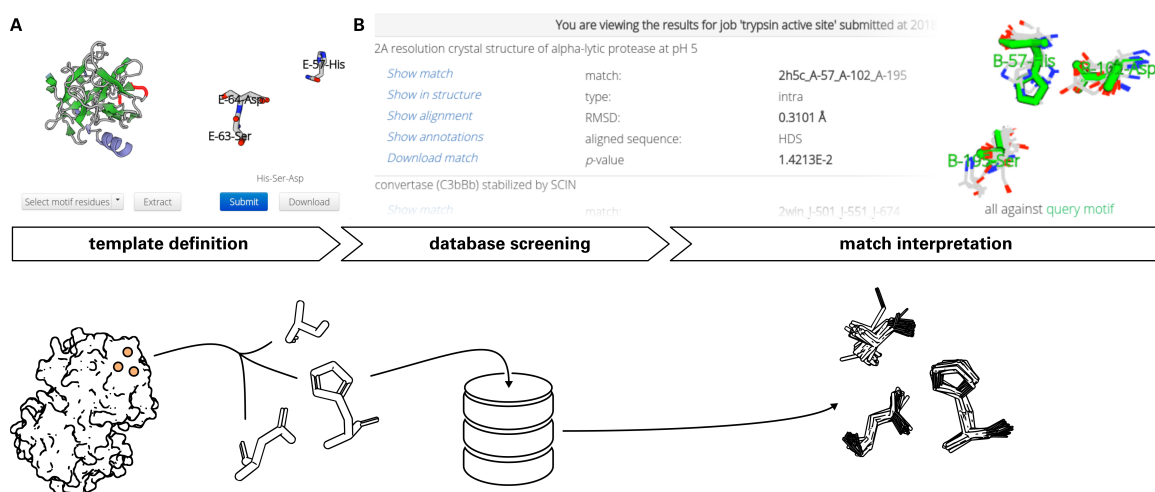 A
B
You are viewing the results for job 'trypsin active site' submitted at 2018
2A resolution crystal structure of alpha-lytic protease at pH 5
Show match
match:
2h5c_A-57_A-102_A-195
Show in structure
type:
intra
Show alignment
RMSD:
0.3101 Å
Show annotations
aligned sequence:
HDS
Download match
p-value
1.4213E-2
convertase (C3bBb) stabilized by SCIN
Show match
match:
2win_J-501_J-551_J-674
E-57-His
E-64-Asp
E-63-Ser
His-Ser-Asp
Select motif residues
Extract
Submit
Download
B-57-His
B-195-Ser
all against query motif
template definition
database screening
match interpretation